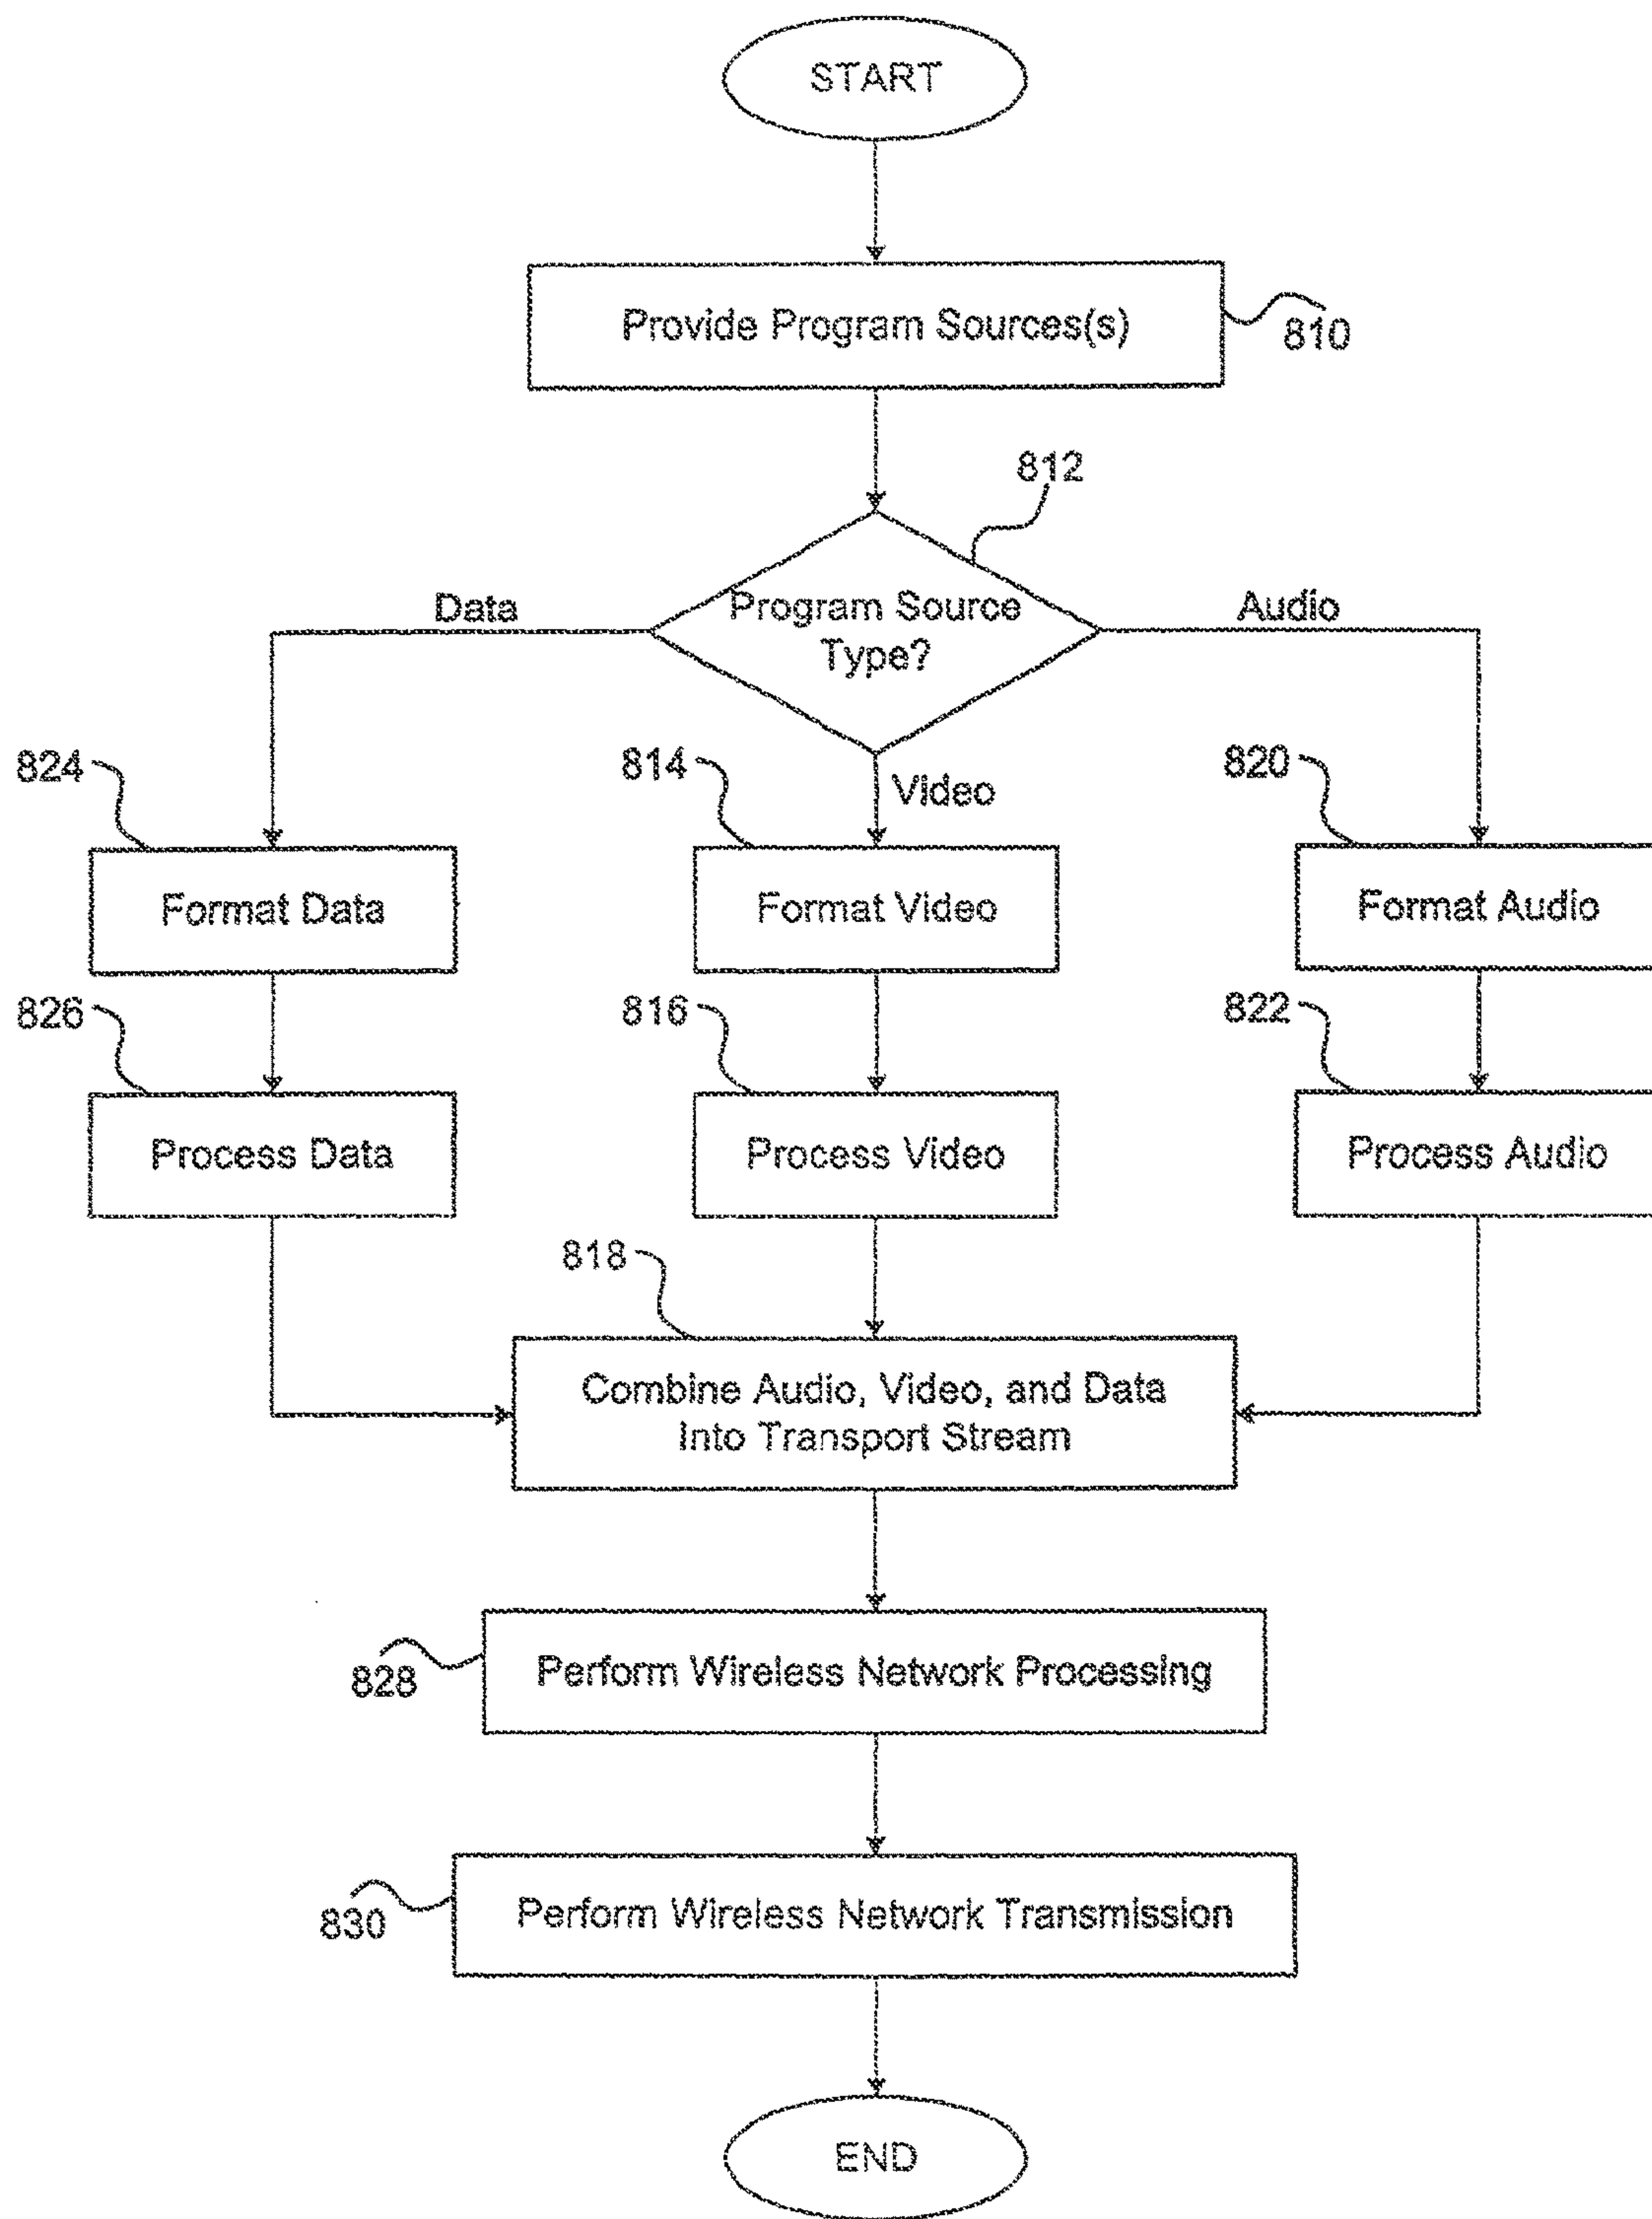 START
Provide Program Sources(s)
810
812
Data
Program Source
Type?
Audio
824
814
Video
820
Format Data
Format Video
Format Audio
826
816
822
Process Data
Process Video
Process Audio
818
Combine Audio, Video, and Data
Into Transport Stream
828
Perform Wireless Network Processing
830
Perform Wireless Network Transmission
END